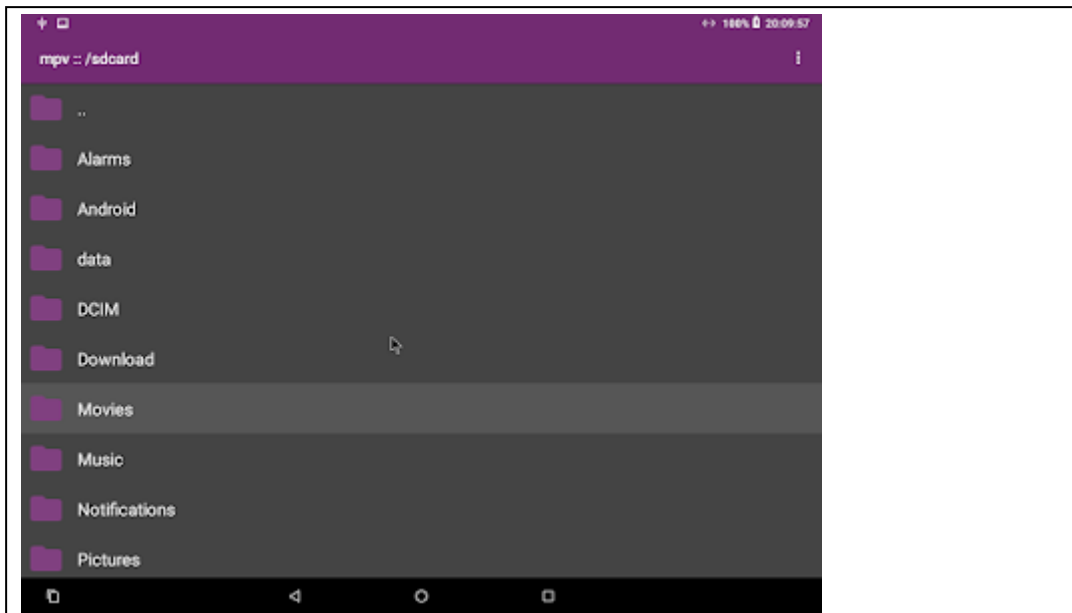 100% 20:09:57
mpv :: /sdcard
..
Alarms
Android
data
DCIM
Download
Movies
Music
Notifications
Pictures